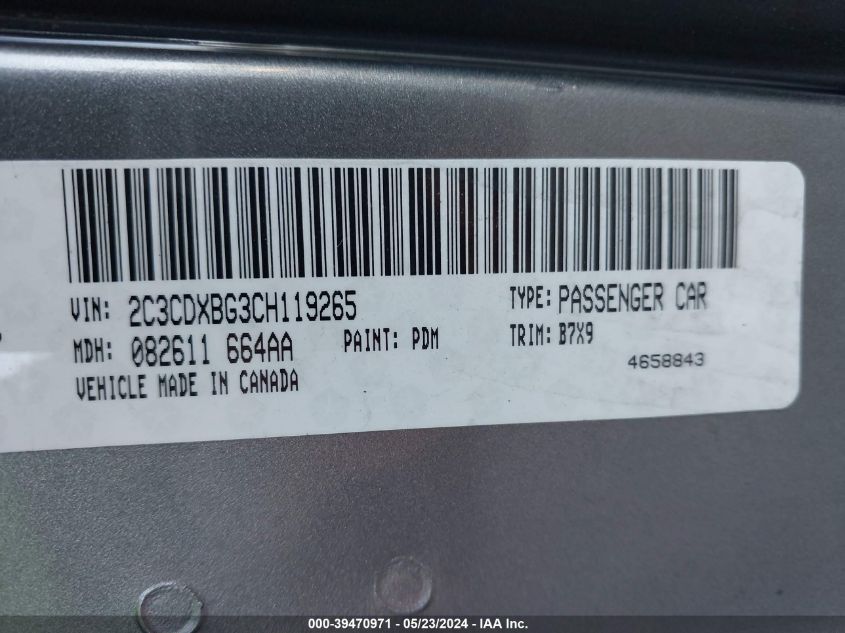 VIN: 2C3CDXBG3CH119265 TYPE: PASSENGER CAR
MDH: 082611 664AA PAINT: PDM TRIM: B7X9
VEHICLE MADE IN CANADA 4658843
000-39470971 - 05/23/2024 - IAA Inc.